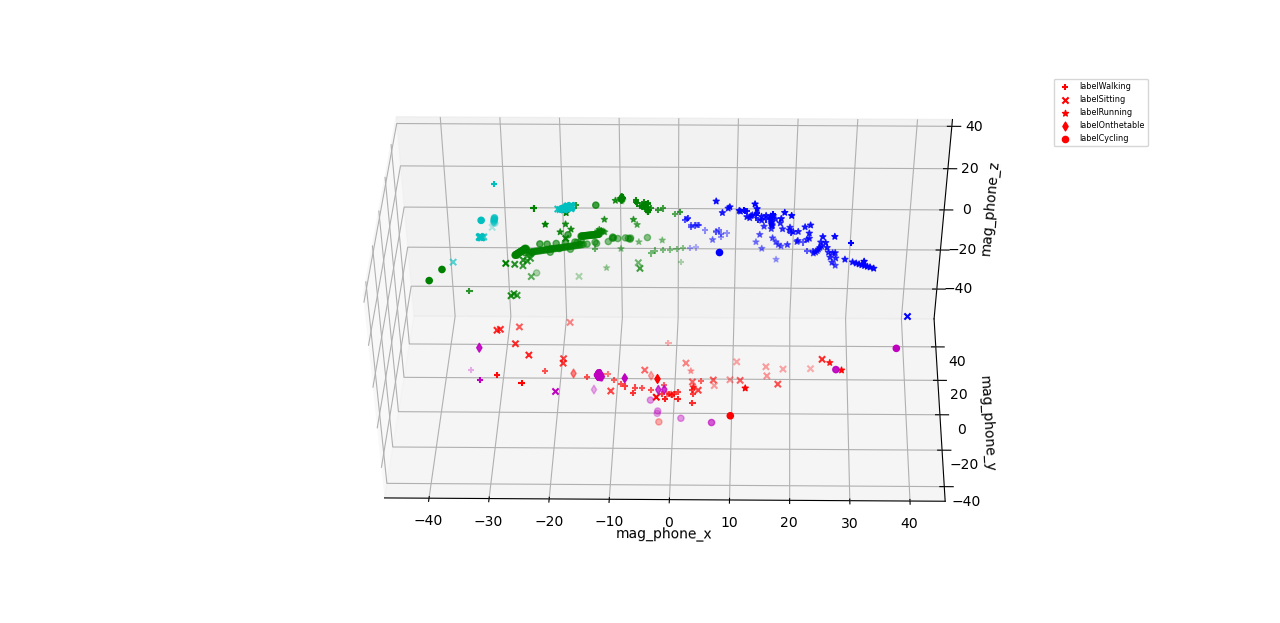 labelWalking
labelSitting
labelRunning
labelOnthetable
labelCycling
40
20
0
−20
−40
mag_phone_z
40
20
0
−20
−40
mag_phone_y
−40 −30 −20 −10 0 10 20 30 40
mag_phone_x